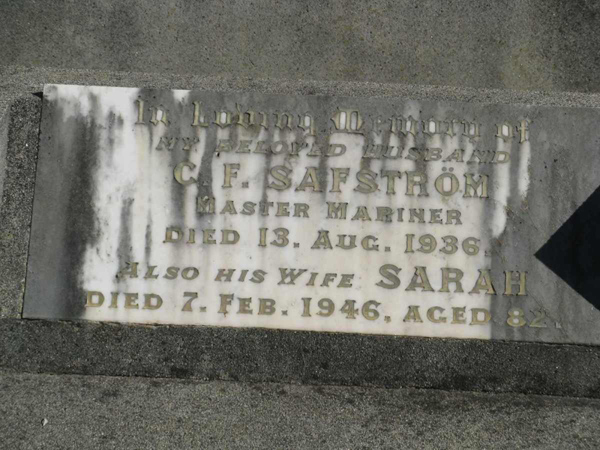 In Loving Memory of
MY BELOVED HUSBAND
C. F. SAFSTRÖM
MASTER MARINER
DIED 13. AUG. 1936.
ALSO HIS WIFE SARAH
DIED 7. FEB. 1946, AGED 82.